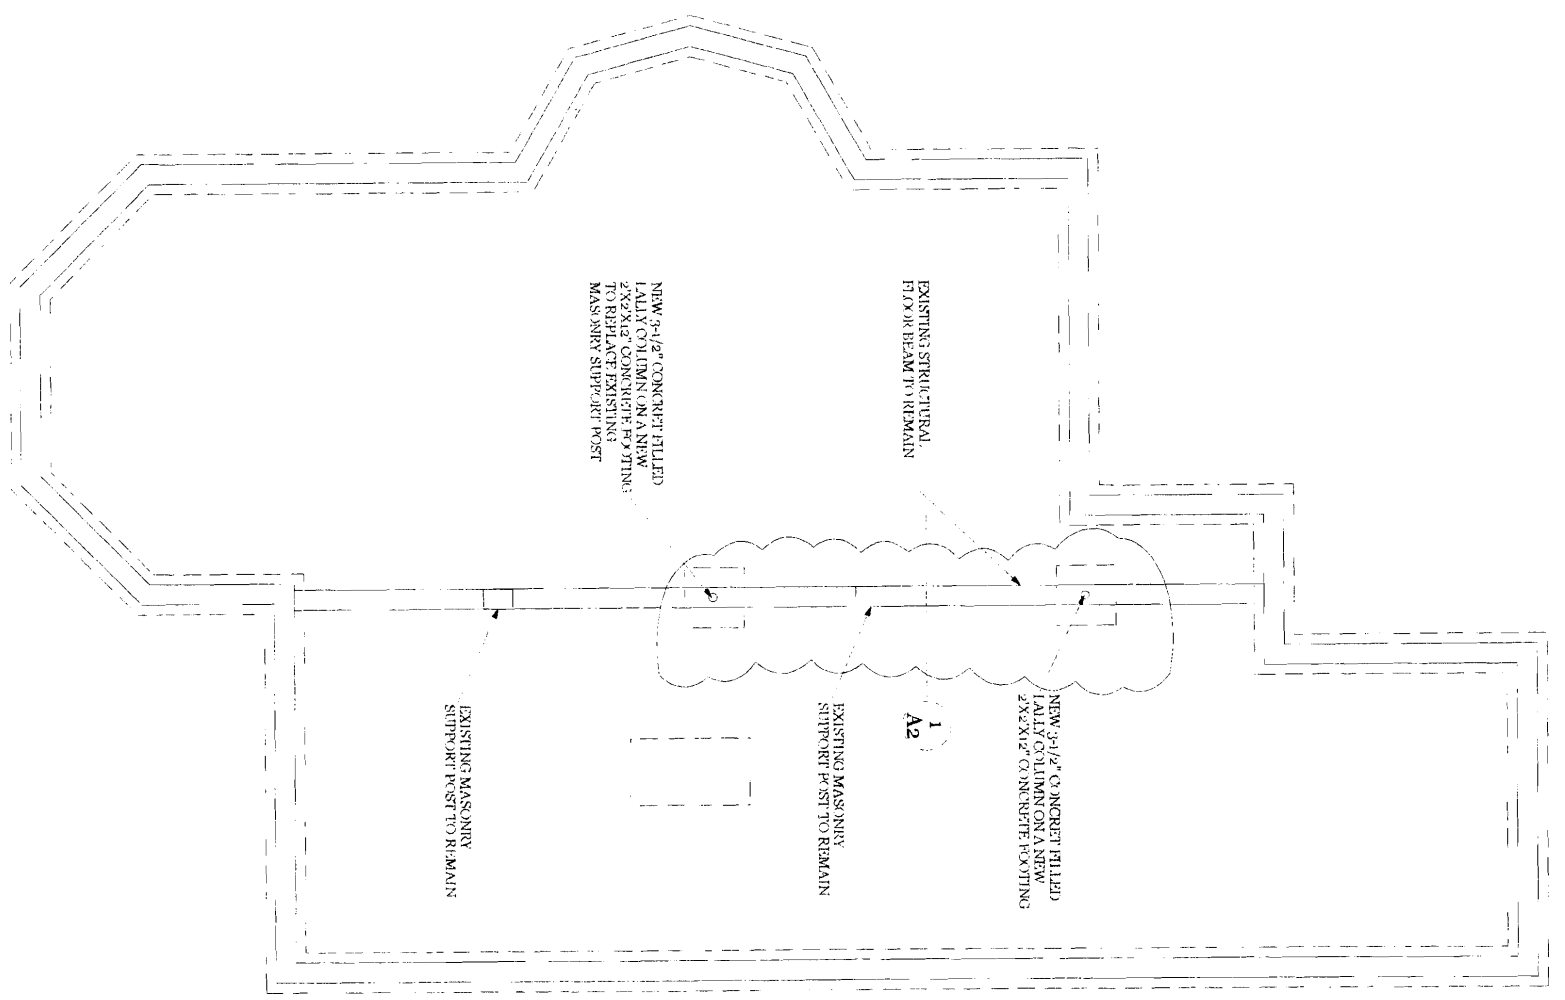 EXISTING STRUCTURAL
FLOOR BEAM TO REMAIN
NEW 3-1/2" CONCRET FILLED
LALLY COLUMN ON A NEW
2'X2'X12" CONCRETE FOOTING
TO REPLACE EXISTING
MASONRY SUPPORT POST
NEW 3-1/2" CONCRET FILLED
LALLY COLUMN ON A NEW
2'X2'X12" CONCRETE FOOTING
1
A2
EXISTING MASONRY
SUPPORT POST TO REMAIN
EXISTING MASONRY
SUPPORT POST TO REMAIN